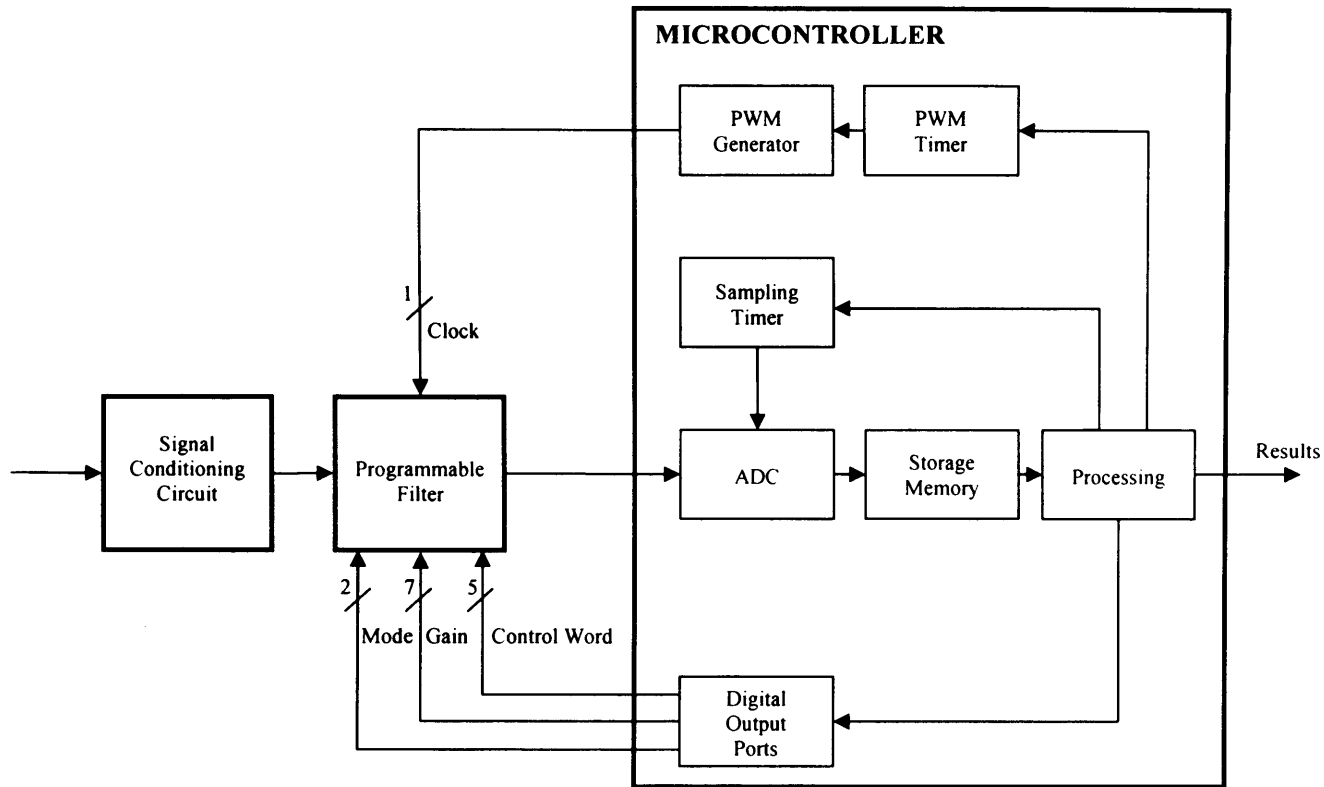 MICROCONTROLLER
PWM
Generator
PWM
Timer
1
Clock
Sampling
Timer
Signal
Conditioning
Circuit
Programmable
Filter
ADC
Storage
Memory
Processing
Results
2
7
5
Mode
Gain
Control Word
Digital
Output
Ports